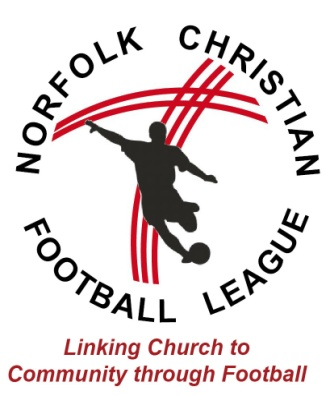 NORFOLK CHRISTIAN
FOOTBALL LEAGUE
Linking Church to
Community through Football